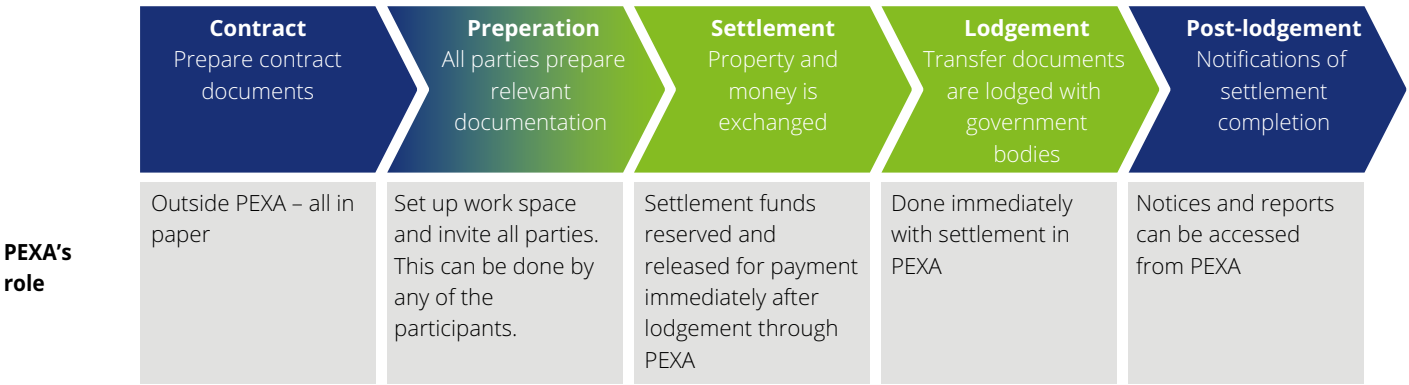 Contract
Prepare contract
documents
Preperation
All parties prepare
relevant
documentation
Settlement
Property and
money is
exchanged
Lodgement
Transfer documents
are lodged with
government
bodies
Post-lodgement
Notifications of
settlement
completion
PEXA's
role
Outside PEXA – all in
paper
Set up work space
and invite all parties.
This can be done by
any of the
participants.
Settlement funds
reserved and
released for payment
immediately after
lodgement through
PEXA
Done immediately
with settlement in
PEXA
Notices and reports
can be accessed
from PEXA